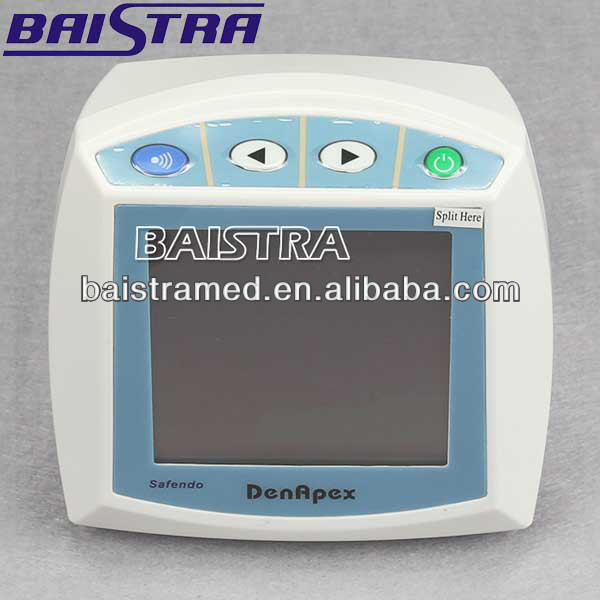 BAISTRA
Split Here
BAISTRA
baistramed.en.alibaba.com
Safendo
DenApex